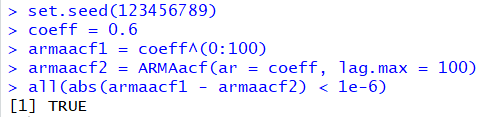 > set.seed(123456789)
> coeff = 0.6
> armaacf1 = coeff^(0:100)
> armaacf2 = ARMAacf(ar = coeff, lag.max = 100)
> all(abs(armaacf1 - armaacf2) < 1e-6)
[1] TRUE